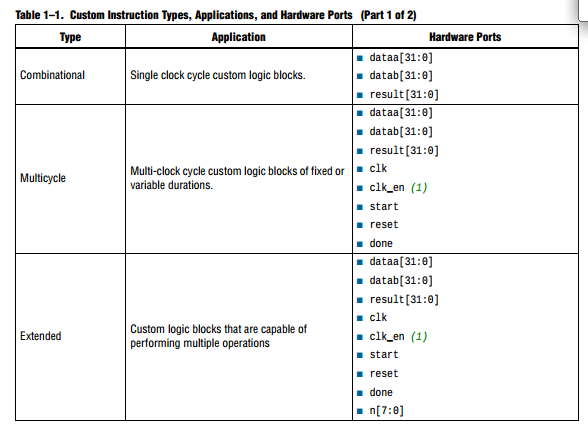 Table 1–1. Custom Instruction Types, Applications, and Hardware Ports (Part 1 of 2)
Type Application Hardware Ports
Combinational
Single clock cycle custom logic blocks.
■ dataa[31:0]
■ datab[31:0]
■ result[31:0]
Multicycle
Multi-clock cycle custom logic blocks of fixed or
variable durations.
■ dataa[31:0]
■ datab[31:0]
■ result[31:0]
■ clk
■ clk_en (1)
■ start
■ reset
■ done
Extended
Custom logic blocks that are capable of
performing multiple operations
■ dataa[31:0]
■ datab[31:0]
■ result[31:0]
■ clk
■ clk_en (1)
■ start
■ reset
■ done
■ n[7:0]